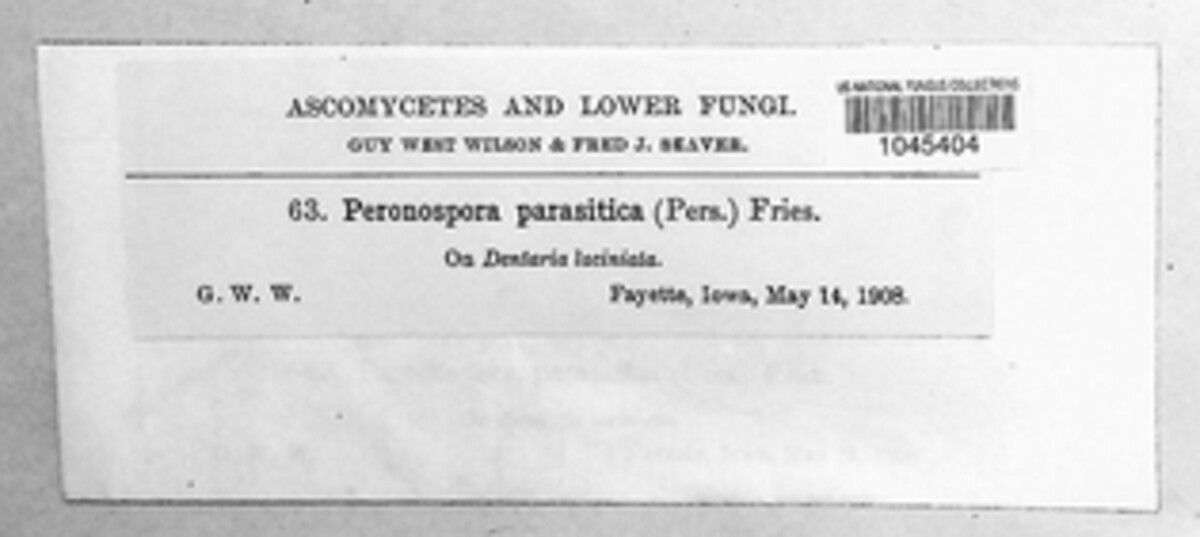 ASCOMYCETES AND LOWER FUNGI.
GUY WEST WILSON & FRED J. SEAVER.
US NATIONAL FUNGUS COLLECTIONS
1045404
63. Peronospora parasitica (Pers.) Fries.
On Dentaria laciniata.
G. W. W. Fayette, Iowa, May 14, 1908.